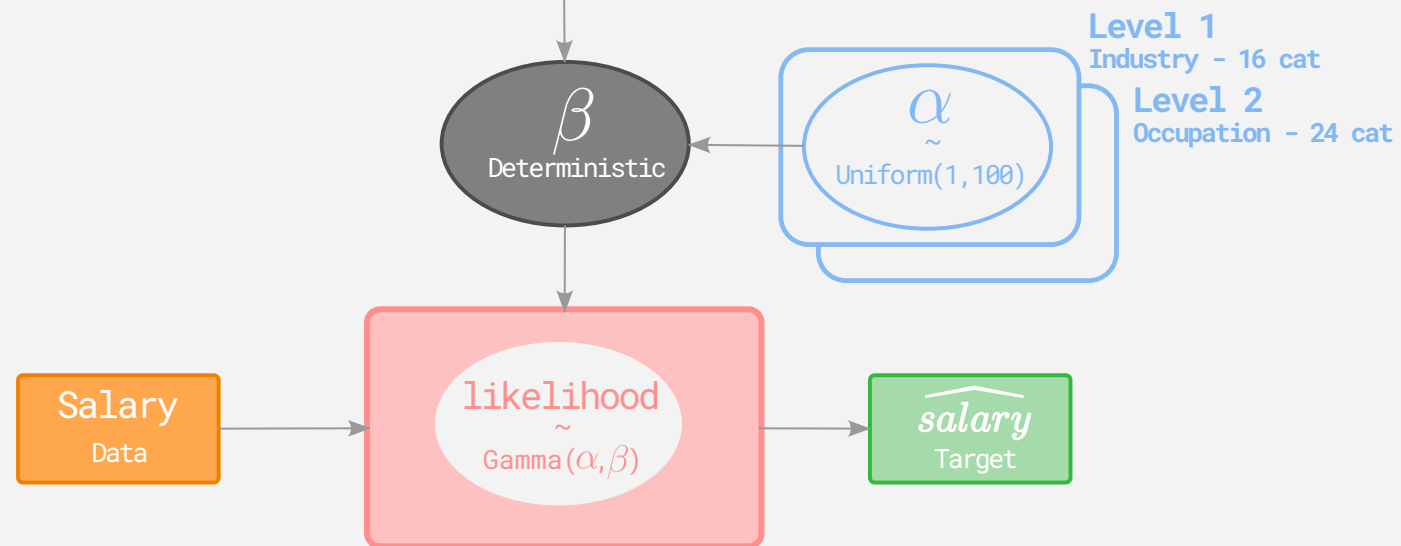 Level 1
Industry - 16 cat
Level 2
Occupation - 24 cat
β
Deterministic
α
~
Uniform(1,100)
Salary
Data
likelihood
~
Gamma(α,β)
$\widehat{salary}$
Target